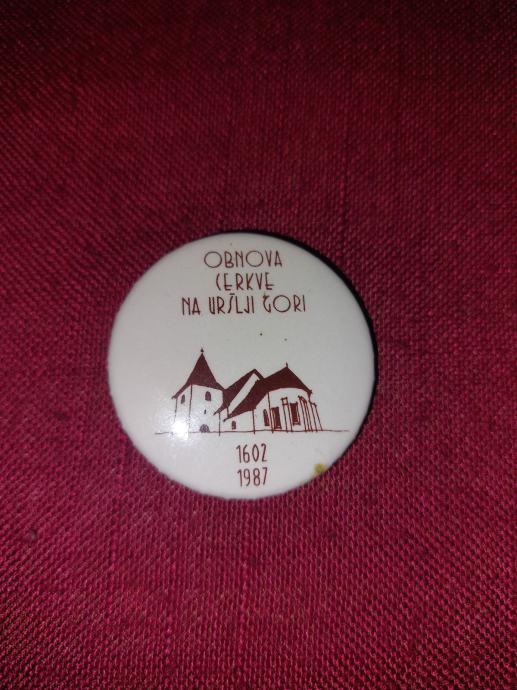 OBNOVA
CERKVE
NA URŠLJI GORI
1602
1987